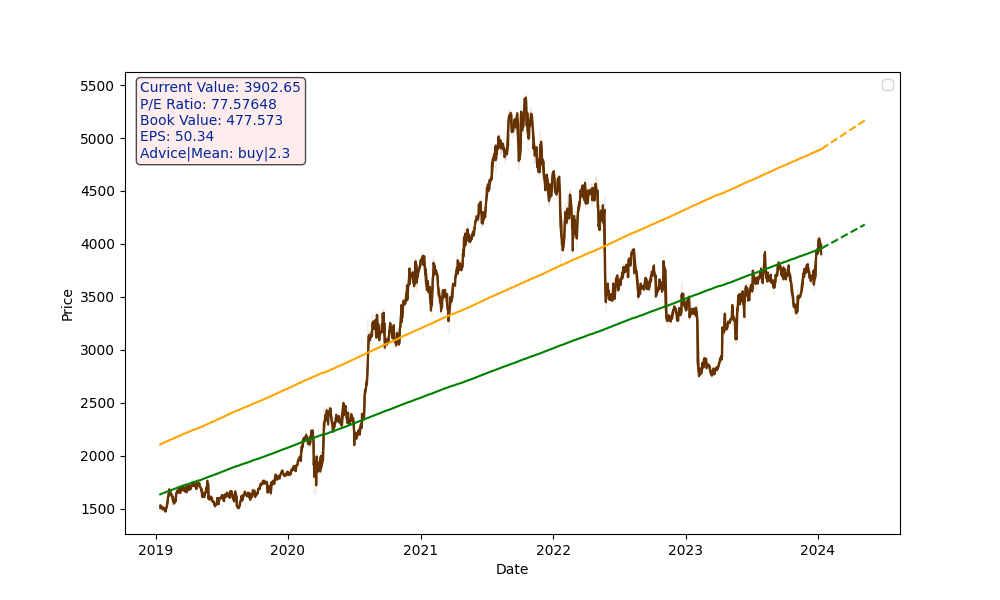 Current Value: 3902.65
P/E Ratio: 77.57648
Book Value: 477.573
EPS: 50.34
Advice|Mean: buy|2.3
5500
5000
4500
4000
3500
3000
2500
2000
1500
Price
2019 2020 2021 2022 2023 2024
Date